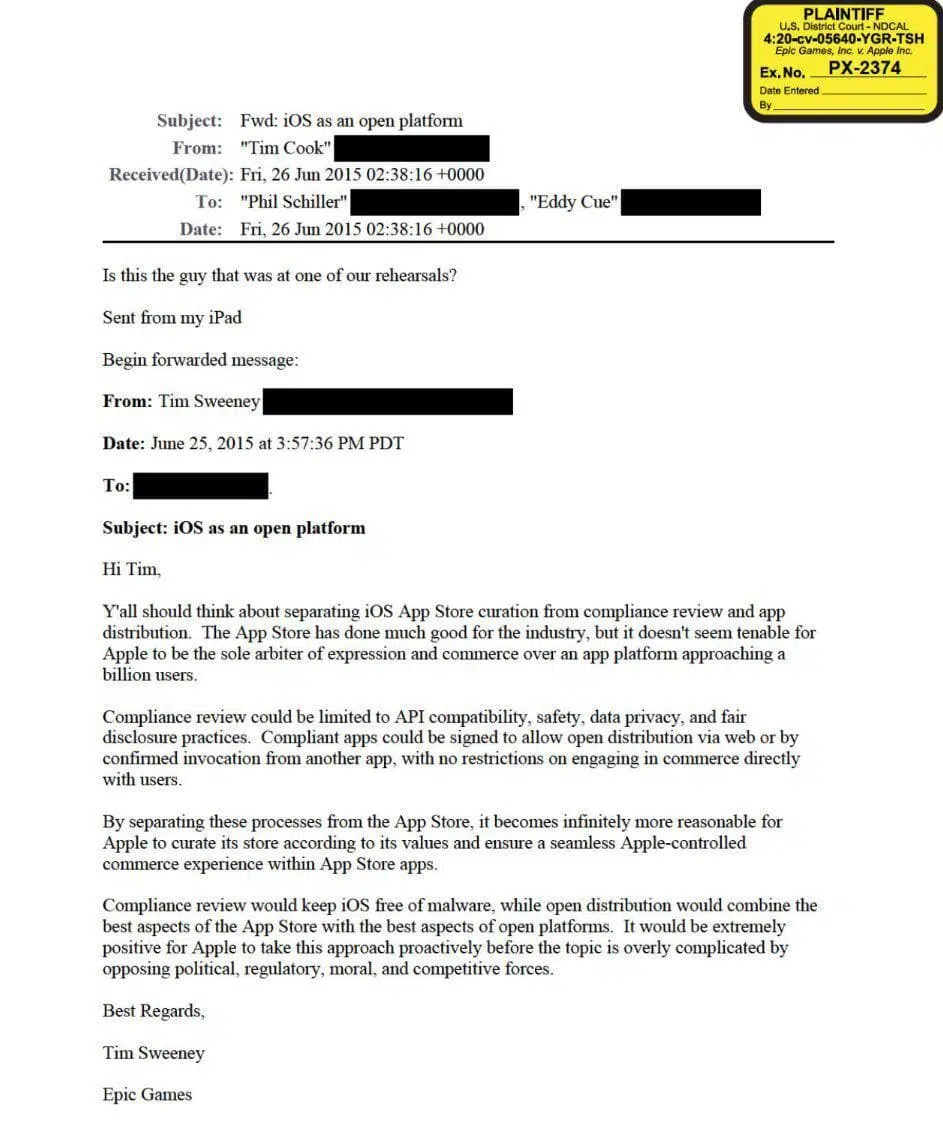 PLAINTIFF
U.S. District Court - NDCAL
4:20-cv-05640-YGR-TSH
Epic Games, Inc. v. Apple Inc.
Ex. No. PX-2374
Date Entered
By
Subject: Fwd: iOS as an open platform
From: "Tim Cook"
Received(Date): Fri, 26 Jun 2015 02:38:16 +0000
To: "Phil Schiller" , "Eddy Cue"
Date: Fri, 26 Jun 2015 02:38:16 +0000
Is this the guy that was at one of our rehearsals?
Sent from my iPad
Begin forwarded message:
From: Tim Sweeney
Date: June 25, 2015 at 3:57:36 PM PDT
To: .
Subject: iOS as an open platform
Hi Tim,
Y'all should think about separating iOS App Store curation from compliance review and app
distribution.  The App Store has done much good for the industry, but it doesn't seem tenable for
Apple to be the sole arbiter of expression and commerce over an app platform approaching a
billion users.
Compliance review could be limited to API compatibility, safety, data privacy, and fair
disclosure practices.  Compliant apps could be signed to allow open distribution via web or by
confirmed invocation from another app, with no restrictions on engaging in commerce directly
with users.
By separating these processes from the App Store, it becomes infinitely more reasonable for
Apple to curate its store according to its values and ensure a seamless Apple-controlled
commerce experience within App Store apps.
Compliance review would keep iOS free of malware, while open distribution would combine the
best aspects of the App Store with the best aspects of open platforms.  It would be extremely
positive for Apple to take this approach proactively before the topic is overly complicated by
opposing political, regulatory, moral, and competitive forces.
Best Regards,
Tim Sweeney
Epic Games